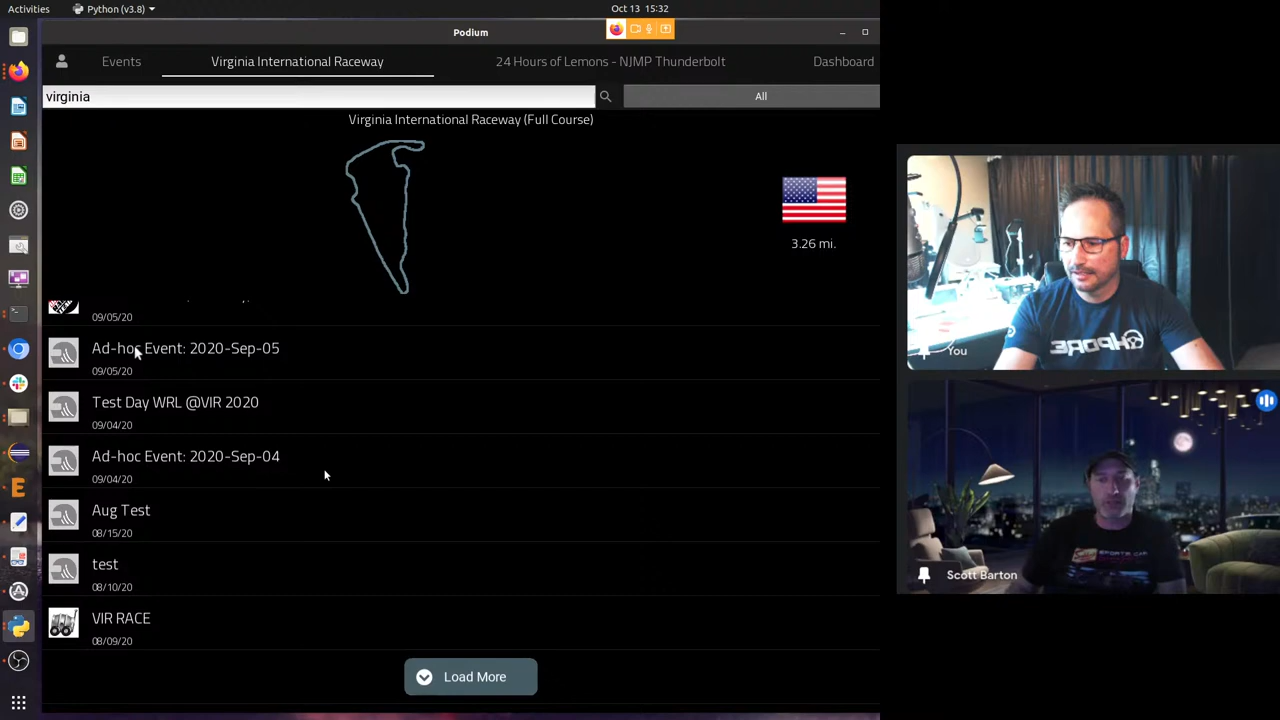 Activities
Python (v3.8)
Oct 13 15:32
Podium
Events
Virginia International Raceway
24 Hours of Lemons - NJMP Thunderbolt
Dashboard
virginia
All
Virginia International Raceway (Full Course)
3.26 mi.
09/05/20
Ad-hoc Event: 2020-Sep-05
09/05/20
Test Day WRL @VIR 2020
09/04/20
Ad-hoc Event: 2020-Sep-04
09/04/20
Aug Test
08/15/20
test
08/10/20
VIR RACE
08/09/20
Load More
You
Scott Barton